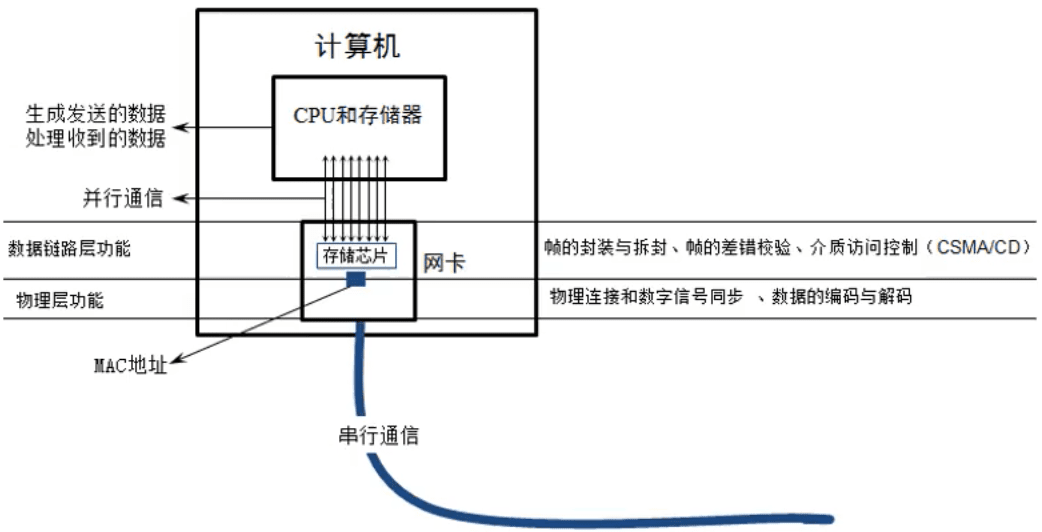 计算机
CPU和存储器
生成发送的数据
处理收到的数据
并行通信
数据链路层功能
存储芯片
网卡
帧的封装与拆封、帧的差错校验、介质访问控制（CSMA/CD）
物理层功能
物理连接和数字信号同步 、数据的编码与解码
MAC地址
串行通信